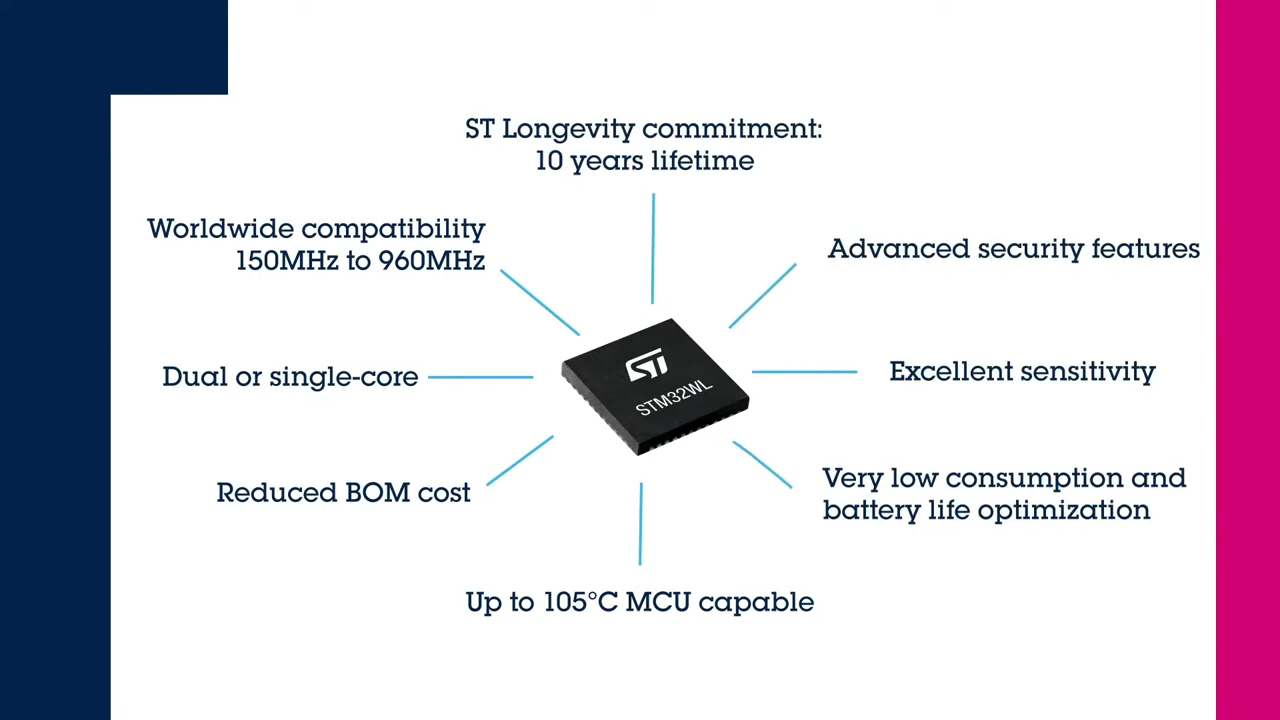 ST Longevity commitment:
10 years lifetime
Worldwide compatibility
150MHz to 960MHz
Advanced security features
Dual or single-core
ST
STM32WL
Excellent sensitivity
Reduced BOM cost
Very low consumption and
battery life optimization
Up to 105°C MCU capable